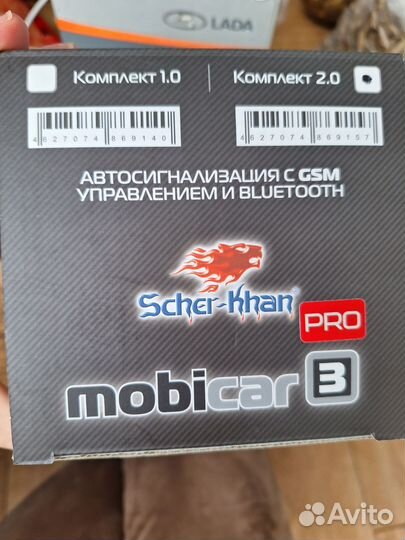 LADA
Комплект 1.0
Комплект 2.0
4627074 869140
4627074 869157
АВТОСИГНАЛИЗАЦИЯ С GSM
УПРАВЛЕНИЕМ И BLUETOOTH
Scher-Khan
PRO
mobicar 3
Avito